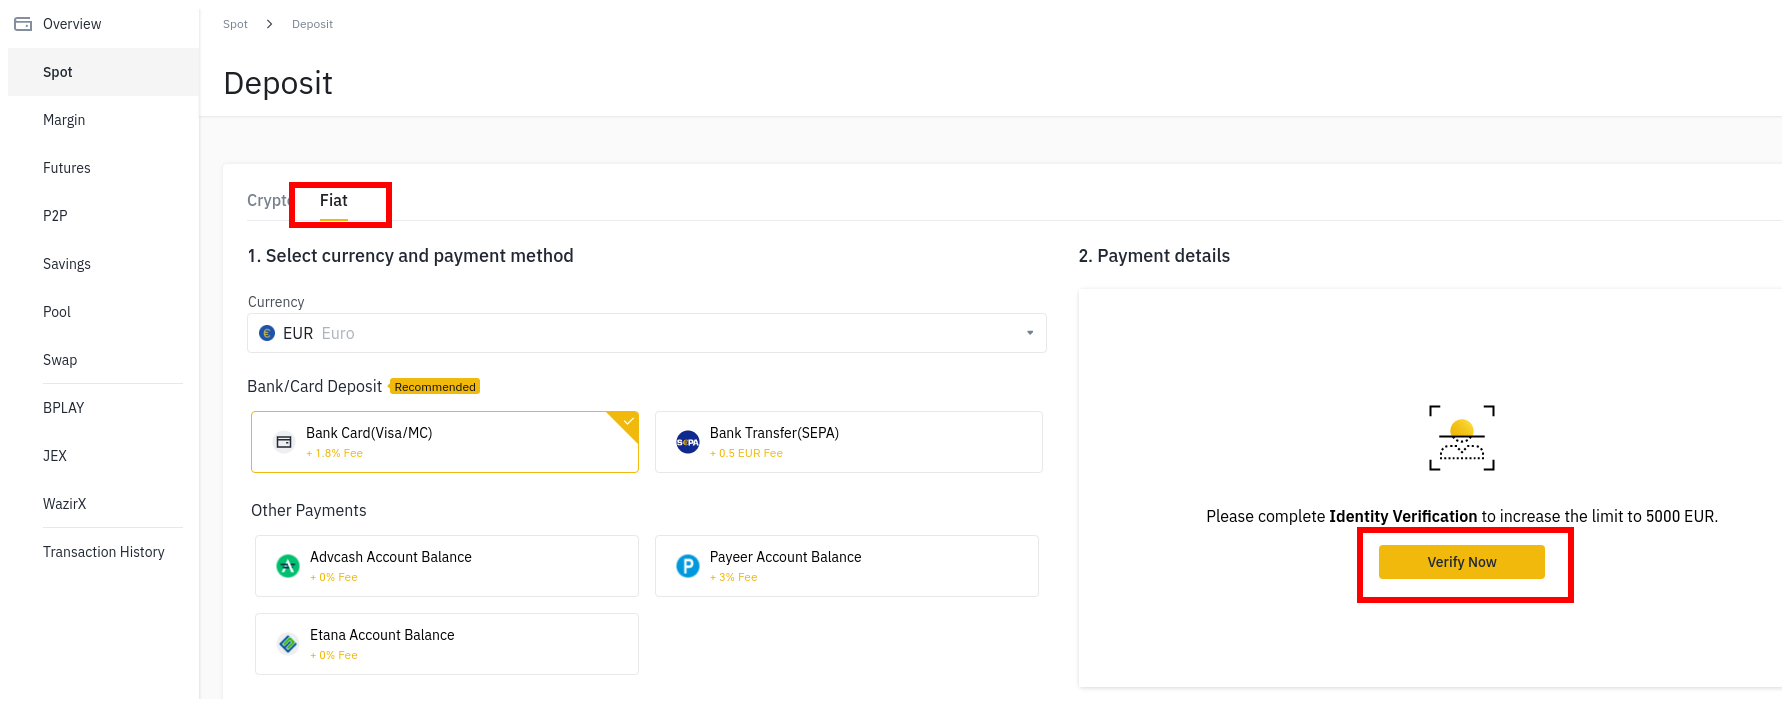 Overview
Spot
Margin
Futures
P2P
Savings
Pool
Swap
BPLAY
JEX
WazirX
Transaction History
Spot > Deposit
Deposit
Crypto Fiat
1. Select currency and payment method
Currency
€ EUR Euro
Bank/Card Deposit Recommended
Bank Card(Visa/MC)
+ 1.8% Fee
SEPA Bank Transfer(SEPA)
+ 0.5 EUR Fee
Other Payments
Advcash Account Balance
+ 0% Fee
P Payeer Account Balance
+ 3% Fee
Etana Account Balance
+ 0% Fee
2. Payment details
Please complete Identity Verification to increase the limit to 5000 EUR.
Verify Now